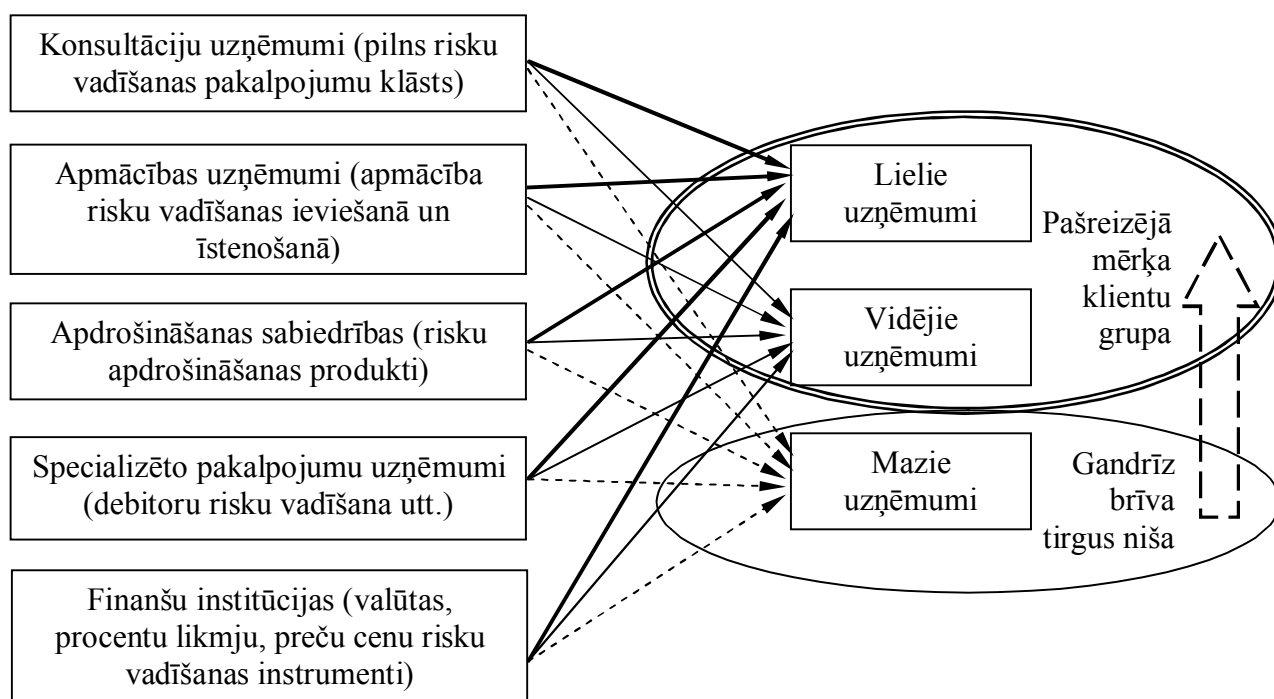 Konsultāciju uzņēmumi (pilns risku
vadīšanas pakalpojumu klāsts)
Apmācības uzņēmumi (apmācība
risku vadīšanas ieviešanā un
īstenošanā)
Apdrošināšanas sabiedrības (risku
apdrošināšanas produkti)
Specializēto pakalpojumu uzņēmumi
(debitoru risku vadīšana utt.)
Finanšu institūcijas (valūtas,
procentu likmju, preču cenu risku
vadīšanas instrumenti)
Lielie
uzņēmumi
Vidējie
uzņēmumi
Mazie
uzņēmumi
Pašreizējā
mērķa
klientu
grupa
Gandrīz
brīva
tirgus niša